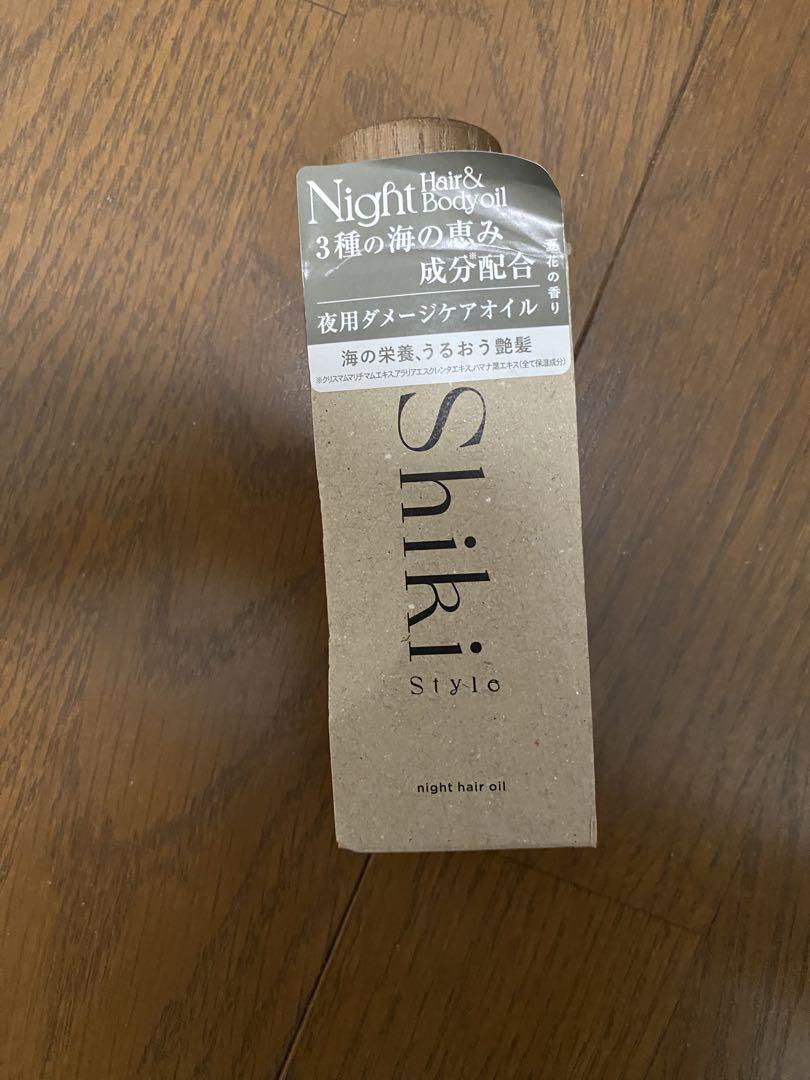 Night Hair&
Body oil
3種の海の恵み
成分※配合
夜用ダメージケアオイル
花の香り
海の栄養、うるおう艶髪
※クリスマムマリチマムエキス、アラリアエスクレンタエキス、ハマナ葉エキス(全て保湿成分)
Shiki
Style
night hair oil